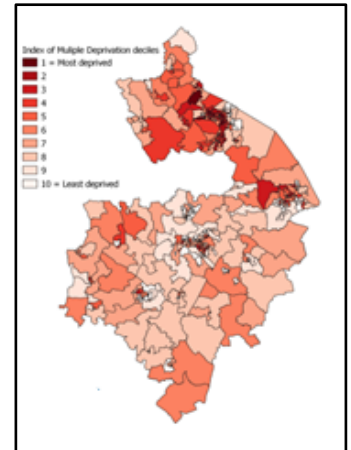 Index of Muliple Deprivation deciles
1 = Most deprived
2
3
4
5
6
7
8
9
10 = Least deprived